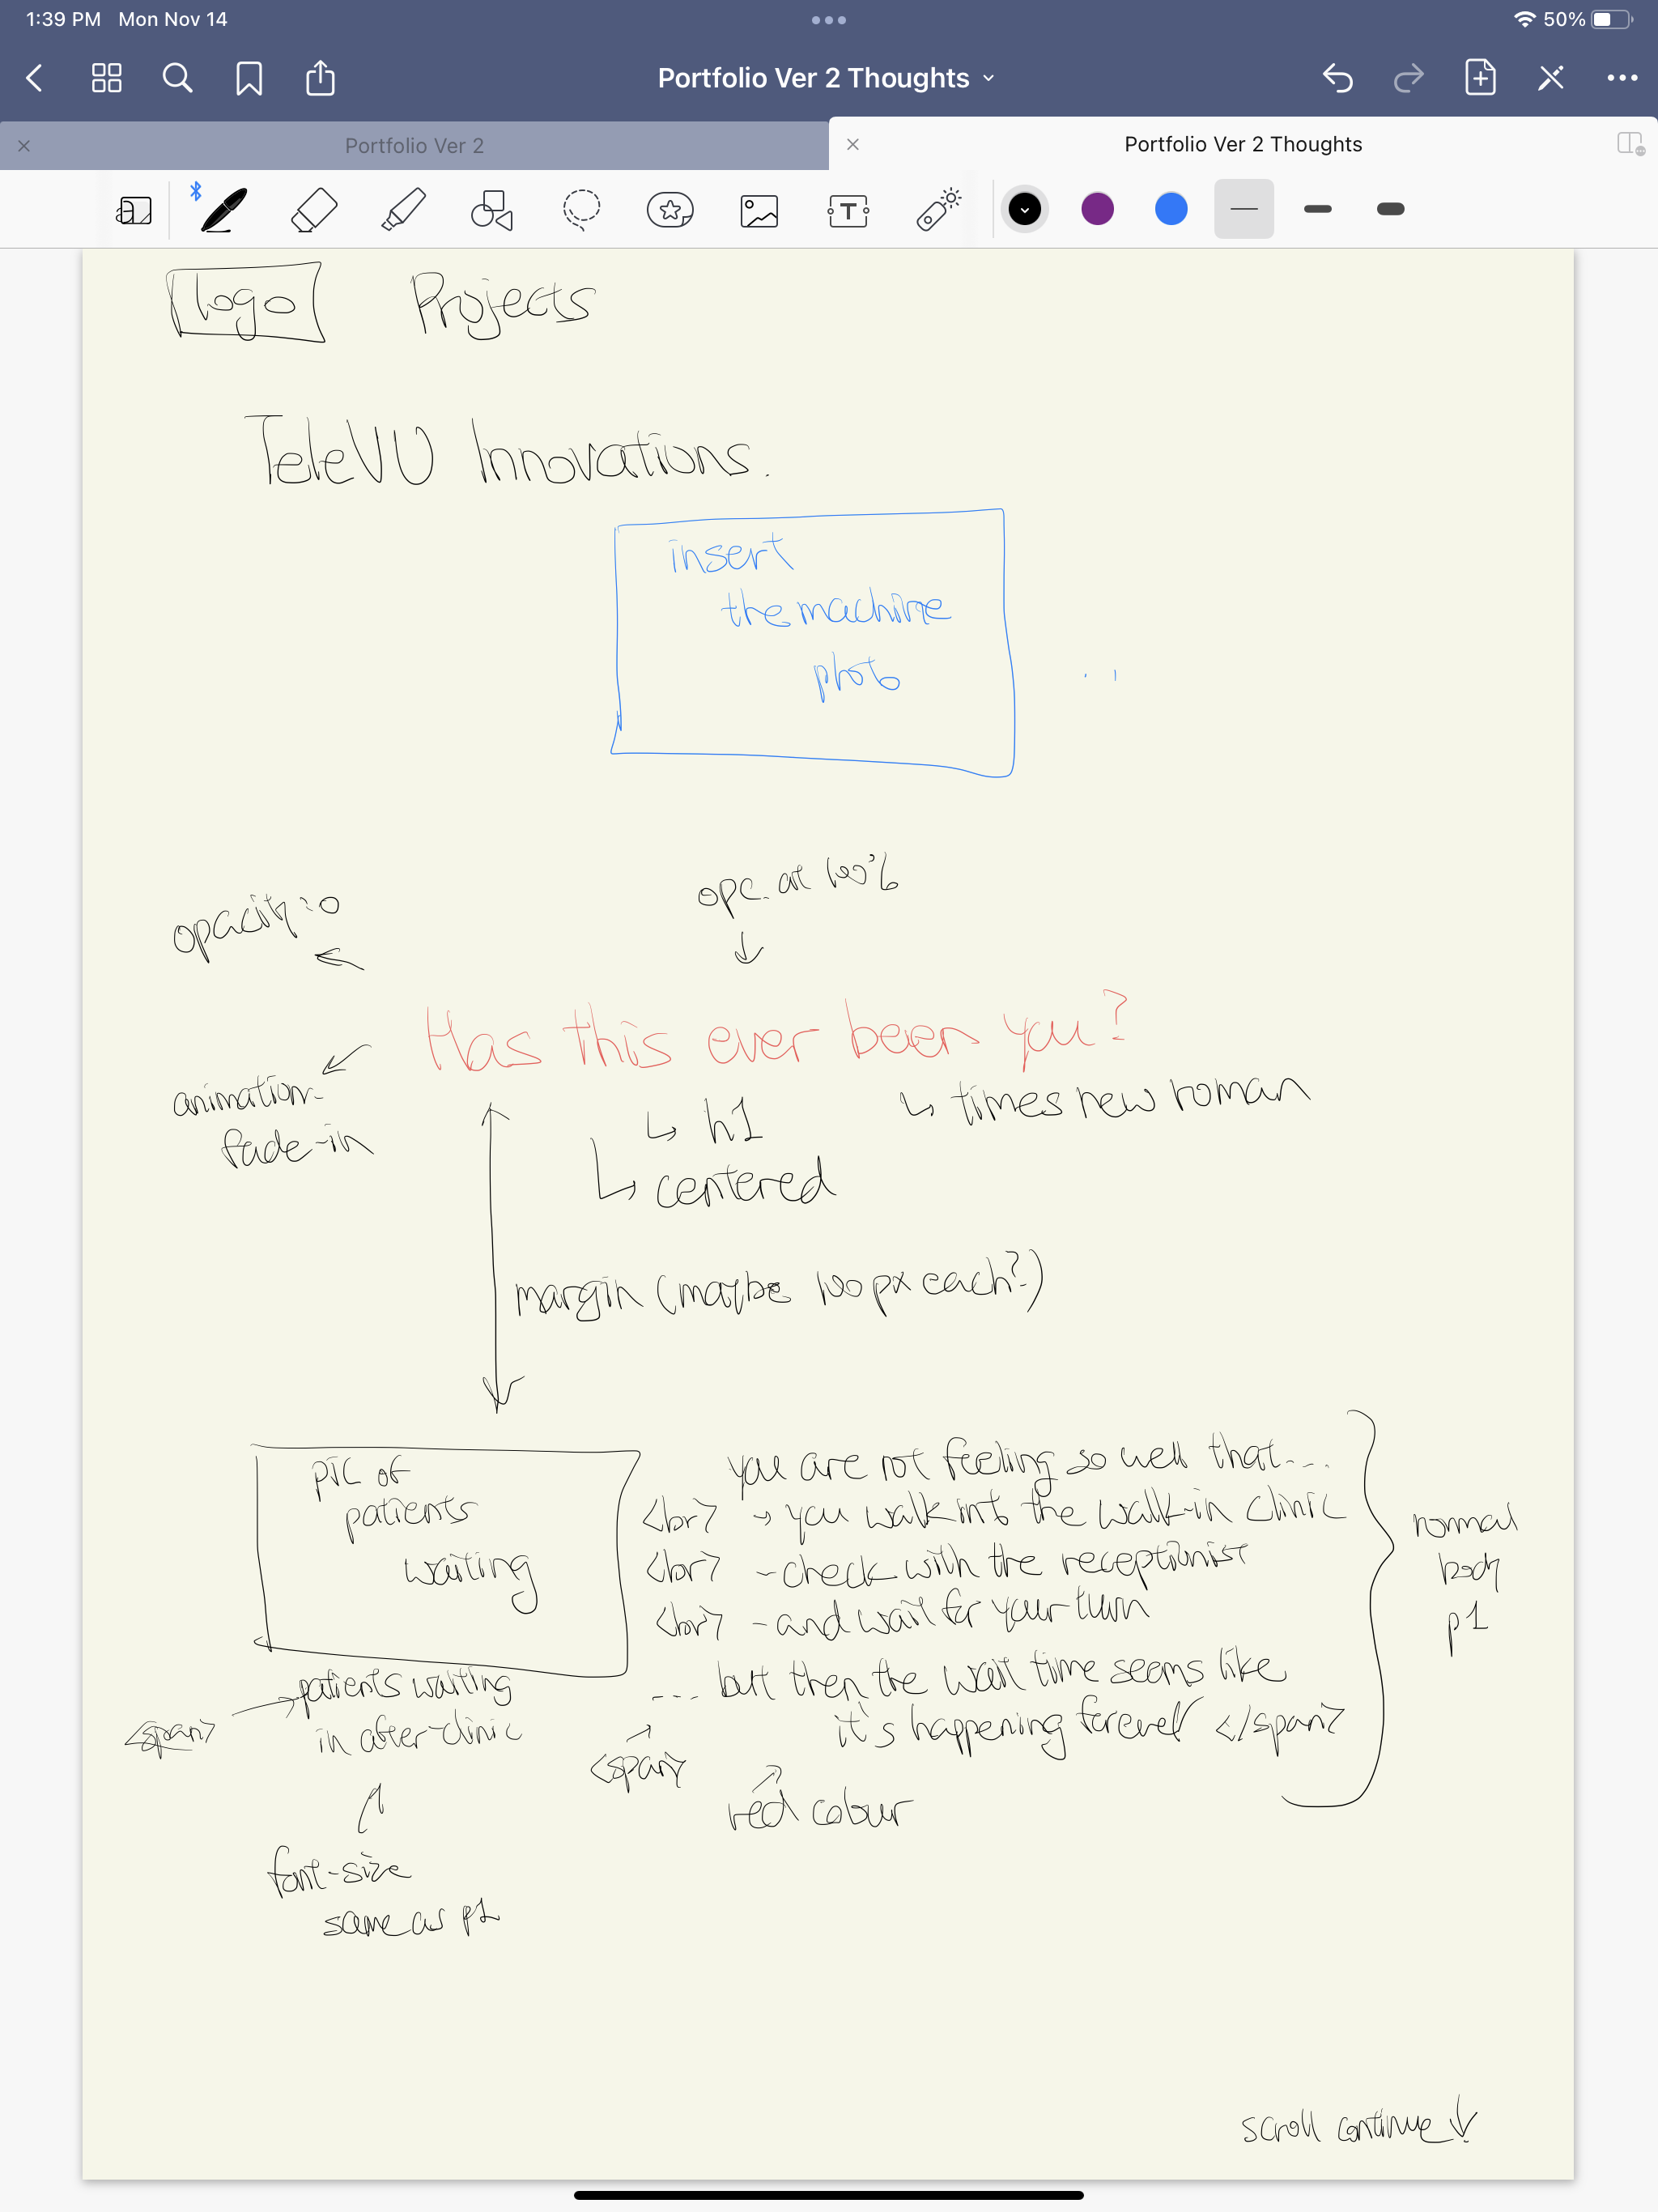 1:39 PM Mon Nov 14
50%
Portfolio Ver 2 Thoughts
Portfolio Ver 2
Portfolio Ver 2 Thoughts
T
logo
Projects
TeleVU Innovations.
insert
the machine
photo
opacity: 0
opc. at 100%
Has this ever been you?
animation-
fade-in
h1
times new roman
centered
margin (maybe 100px each?)
pic of
patients
waiting
you are not feeling so well that...
<br> → you walk into the walk-in clinic
<br> - check with the receptionist
<br> - and wait for your turn
.... but then the wait time seems like
it's happening forever </span>
normal
body
p1
<span>
patients waiting
in after-clinic
<span>
red colour
font-size
same as p1
scroll continue ↓